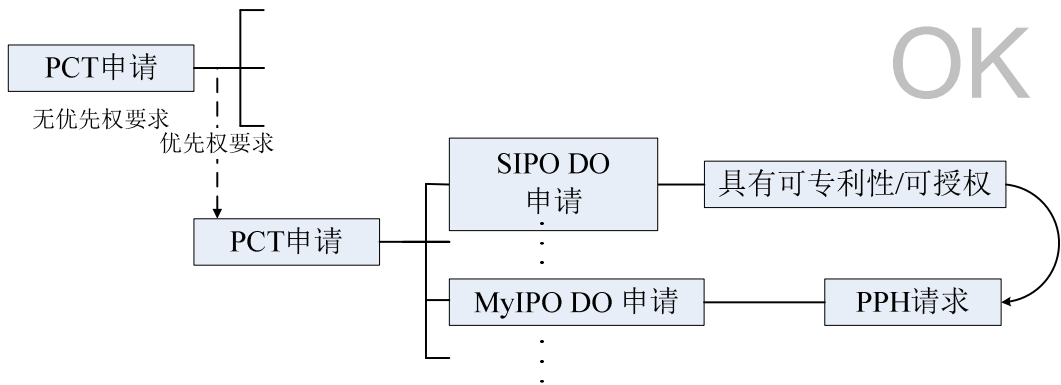 OK
PCT申请
无优先权要求
优先权要求
SIPO DO
申请
具有可专利性/可授权
PCT申请
MyIPO DO 申请
PPH请求